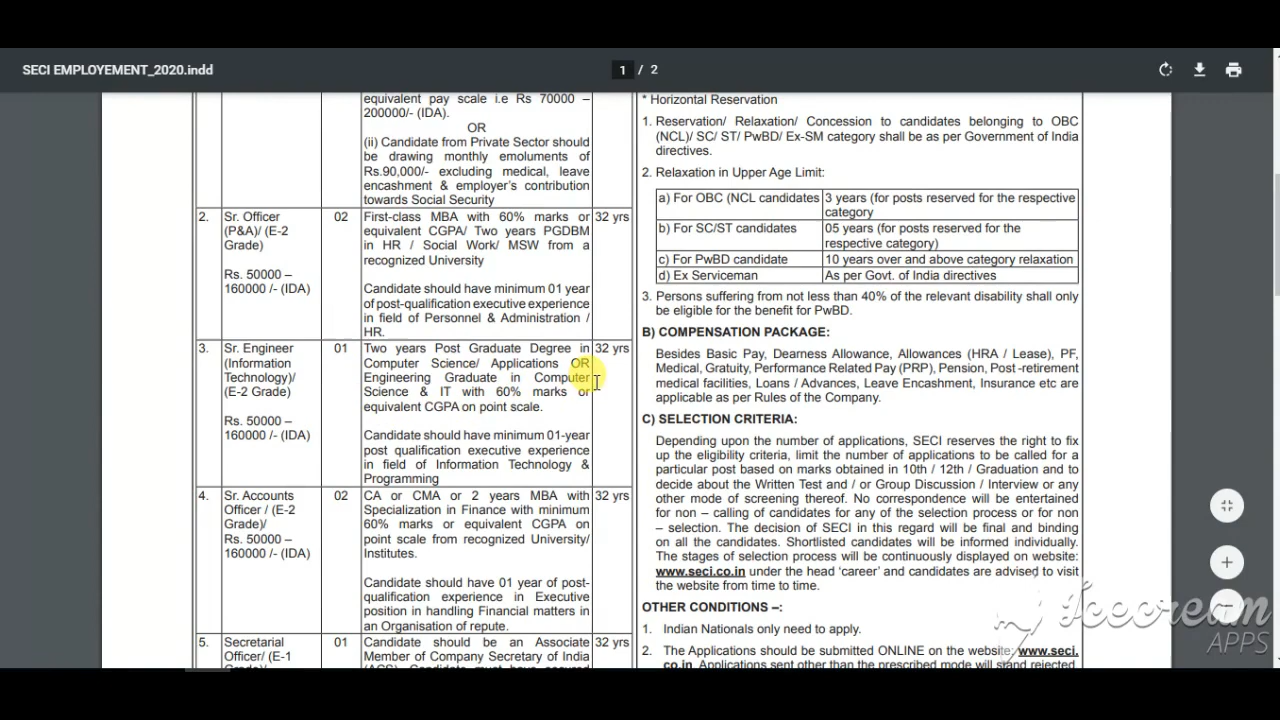 SECI EMPLOYEMENT_2020.indd
1 / 2
equivalent pay scale i.e Rs 70000 –
200000/- (IDA).
OR
(ii) Candidate from Private Sector should
be drawing monthly emoluments of
Rs.90,000/- excluding medical, leave
encashment & employer's contribution
towards Social Security
2.
Sr. Officer
(P&A)/ (E-2
Grade)
Rs. 50000 –
160000 /- (IDA)
02
First-class MBA with 60% marks or
equivalent CGPA/ Two years PGDBM
in HR / Social Work/ MSW from a
recognized University
Candidate should have minimum 01 year
of post-qualification executive experience
in field of Personnel & Administration /
HR.
32 yrs
3.
Sr. Engineer
(Information
Technology)/
(E-2 Grade)
Rs. 50000 –
160000 /- (IDA)
01
Two years Post Graduate Degree in
Computer Science/ Applications OR
Engineering Graduate in Computer
Science & IT with 60% marks or
equivalent CGPA on point scale.
Candidate should have minimum 01-year
post qualification executive experience
in field of Information Technology &
Programming
32 yrs
4.
Sr. Accounts
Officer / (E-2
Grade)/
Rs. 50000 –
160000 /- (IDA)
02
CA or CMA or 2 years MBA with
Specialization in Finance with minimum
60% marks or equivalent CGPA on
point scale from recognized University/
Institutes.
Candidate should have 01 year of post-
qualification experience in Executive
position in handling Financial matters in
an Organisation of repute.
32 yrs
5.
Secretarial
Officer/ (E-1
01
Candidate should be an Associate
Member of Company Secretary of India
32 yrs
* Horizontal Reservation
1. Reservation/ Relaxation/ Concession to candidates belonging to OBC
(NCL)/ SC/ ST/ PwBD/ Ex-SM category shall be as per Government of India
directives.
2. Relaxation in Upper Age Limit:
a) For OBC (NCL candidates
3 years (for posts reserved for the respective
category
b) For SC/ST candidates
05 years (for posts reserved for the
respective category)
c) For PwBD candidate
10 years over and above category relaxation
d) Ex Serviceman
As per Govt. of India directives
3. Persons suffering from not less than 40% of the relevant disability shall only
be eligible for the benefit for PwBD.
B) COMPENSATION PACKAGE:
Besides Basic Pay, Dearness Allowance, Allowances (HRA / Lease), PF,
Medical, Gratuity, Performance Related Pay (PRP), Pension, Post -retirement
medical facilities, Loans / Advances, Leave Encashment, Insurance etc are
applicable as per Rules of the Company.
C) SELECTION CRITERIA:
Depending upon the number of applications, SECI reserves the right to fix
up the eligibility criteria, limit the number of applications to be called for a
particular post based on marks obtained in 10th / 12th / Graduation and to
decide about the Written Test and / or Group Discussion / Interview or any
other mode of screening thereof. No correspondence will be entertained
for non – calling of candidates for any of the selection process or for non
– selection. The decision of SECI in this regard will be final and binding
on all the candidates. Shortlisted candidates will be informed individually.
The stages of selection process will be continuously displayed on website:
www.seci.co.in under the head 'career' and candidates are advised to visit
the website from time to time.
OTHER CONDITIONS –:
1. Indian Nationals only need to apply.
2. The Applications should be submitted ONLINE on the website: www.seci.
co.in. Applications sent other than the prescribed mode will stand rejected.
Icecream
APPS